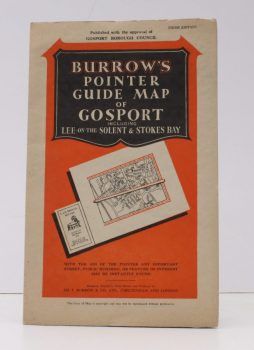 THIRD EDITION
Published with the approval of
GOSPORT BOROUGH COUNCIL
BURROW'S
POINTER
GUIDE MAP
OF
GOSPORT
INCLUDING
LEE ON THE SOLENT & STOKES BAY
WITH THE AID OF THE POINTER ANY IMPORTANT
STREET, PUBLIC BUILDING, OR FEATURE OF INTEREST
MAY BE INSTANTLY FOUND
ED. J. BURROW & CO. LTD., CHELTENHAM AND LONDON